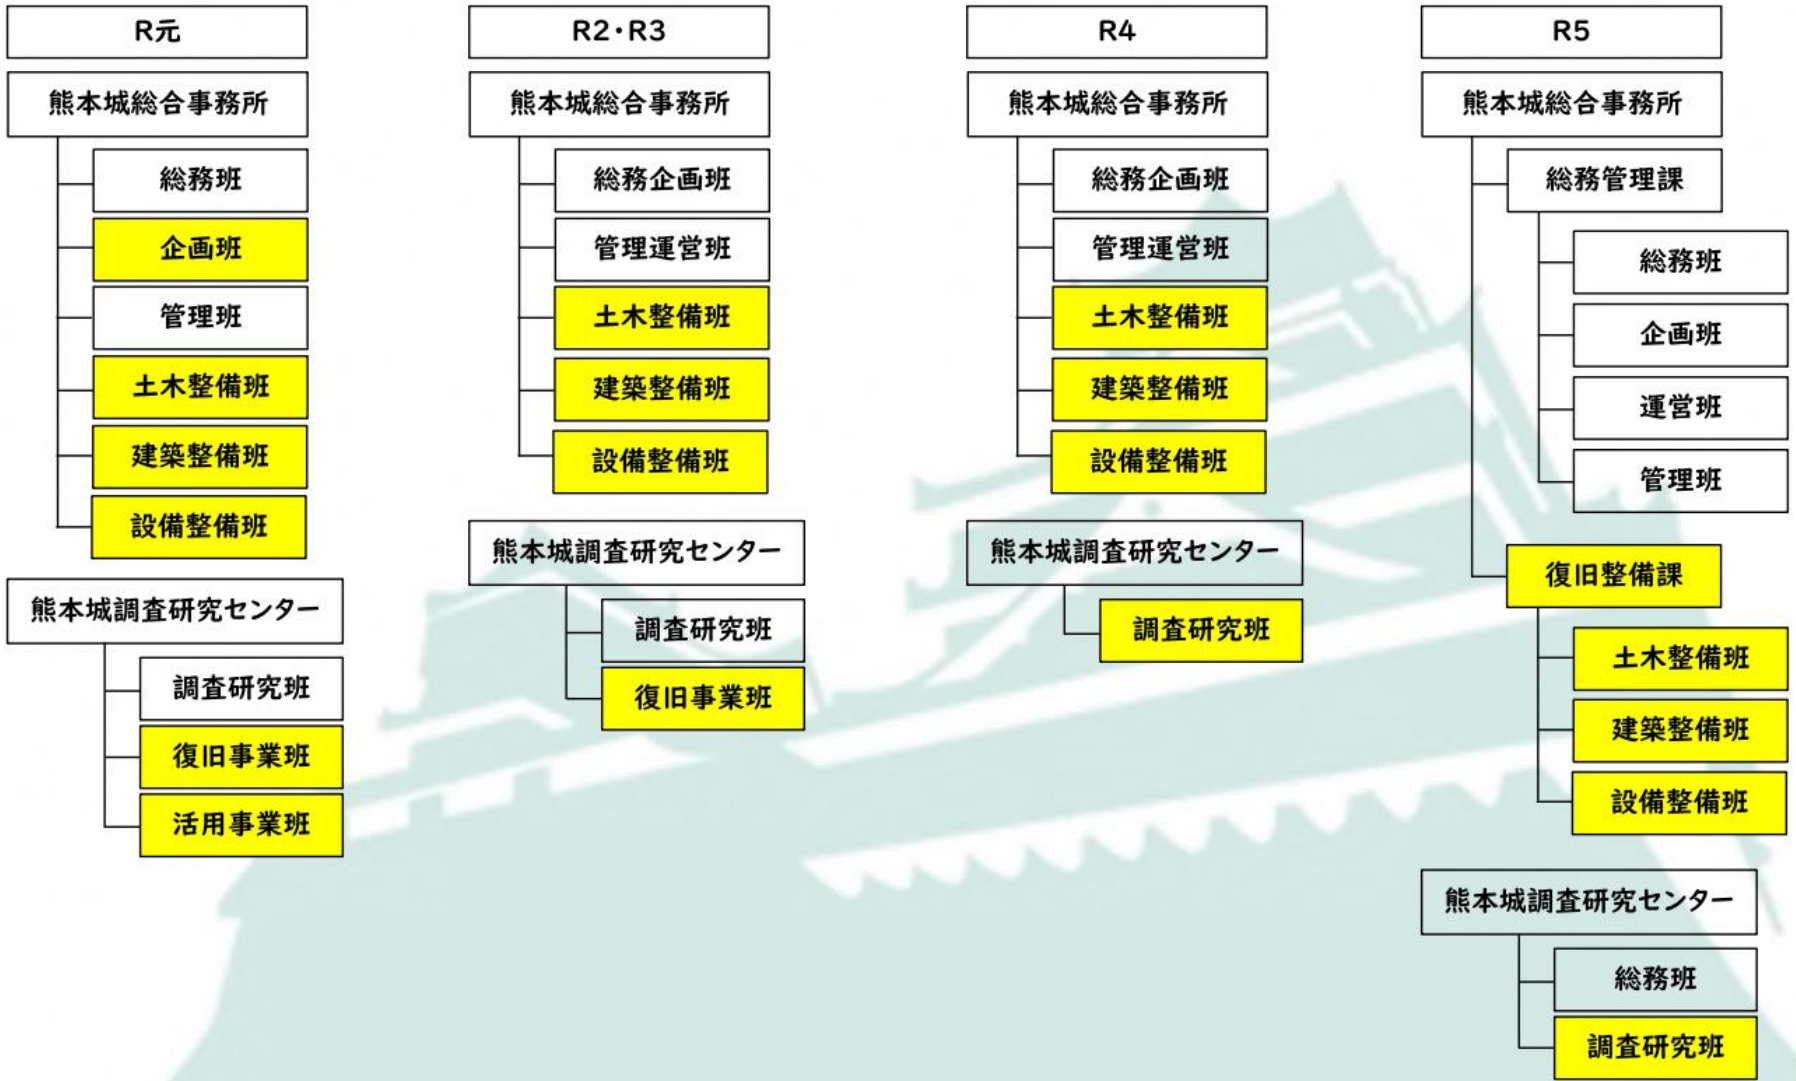 R元
熊本城総合事務所
総務班
企画班
管理班
土木整備班
建築整備班
設備整備班
熊本城調査研究センター
調査研究班
復旧事業班
活用事業班
R2・R3
熊本城総合事務所
総務企画班
管理運営班
土木整備班
建築整備班
設備整備班
熊本城調査研究センター
調査研究班
復旧事業班
R4
熊本城総合事務所
総務企画班
管理運営班
土木整備班
建築整備班
設備整備班
熊本城調査研究センター
調査研究班
R5
熊本城総合事務所
総務管理課
総務班
企画班
運営班
管理班
復旧整備課
土木整備班
建築整備班
設備整備班
熊本城調査研究センター
総務班
調査研究班